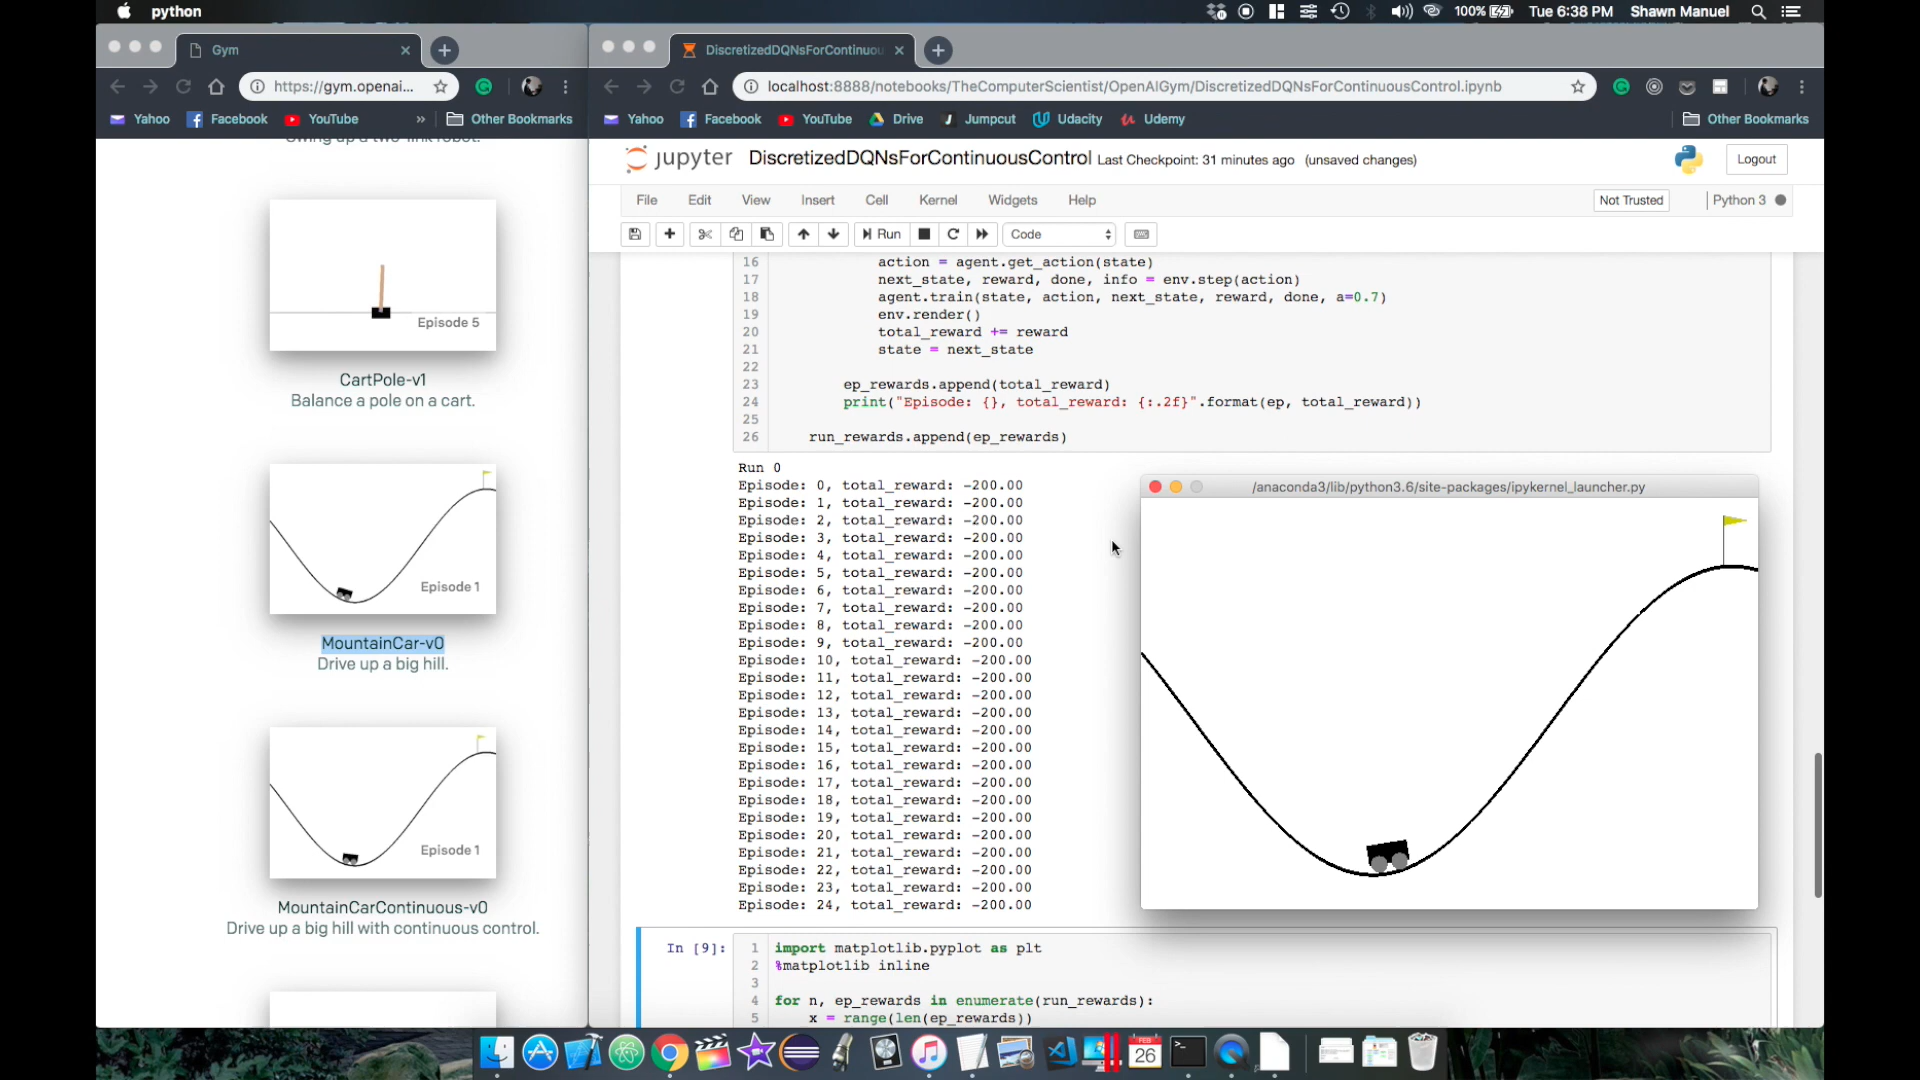 python
100%
Tue 6:38 PM
Shawn Manuel
Gym
https://gym.openai...
Yahoo
Facebook
YouTube
»
Other Bookmarks
Swing up a two-link robot.
Episode 5
CartPole-v1
Balance a pole on a cart.
Episode 1
MountainCar-v0
Drive up a big hill.
Episode 1
MountainCarContinuous-v0
Drive up a big hill with continuous control.
DiscretizedDQNsForContinuou
localhost:8888/notebooks/TheComputerScientist/OpenAIGym/DiscretizedDQNsForContinuousControl.ipynb
Yahoo
Facebook
YouTube
Drive
Jumpcut
Udacity
Udemy
Other Bookmarks
jupyter DiscretizedDQNsForContinuousControl Last Checkpoint: 31 minutes ago (unsaved changes)
Logout
File Edit View Insert Cell Kernel Widgets Help
Not Trusted
Python 3
Run
Code
16 action = agent.get_action(state)
17 next_state, reward, done, info = env.step(action)
18 agent.train(state, action, next_state, reward, done, a=0.7)
19 env.render()
20 total_reward += reward
21 state = next_state
22
23 ep_rewards.append(total_reward)
24 print("Episode: {}, total_reward: {:.2f}".format(ep, total_reward))
25
26 run_rewards.append(ep_rewards)
Run 0
Episode: 0, total_reward: -200.00
Episode: 1, total_reward: -200.00
Episode: 2, total_reward: -200.00
Episode: 3, total_reward: -200.00
Episode: 4, total_reward: -200.00
Episode: 5, total_reward: -200.00
Episode: 6, total_reward: -200.00
Episode: 7, total_reward: -200.00
Episode: 8, total_reward: -200.00
Episode: 9, total_reward: -200.00
Episode: 10, total_reward: -200.00
Episode: 11, total_reward: -200.00
Episode: 12, total_reward: -200.00
Episode: 13, total_reward: -200.00
Episode: 14, total_reward: -200.00
Episode: 15, total_reward: -200.00
Episode: 16, total_reward: -200.00
Episode: 17, total_reward: -200.00
Episode: 18, total_reward: -200.00
Episode: 19, total_reward: -200.00
Episode: 20, total_reward: -200.00
Episode: 21, total_reward: -200.00
Episode: 22, total_reward: -200.00
Episode: 23, total_reward: -200.00
Episode: 24, total_reward: -200.00
/anaconda3/lib/python3.6/site-packages/ipykernel_launcher.py
In [9]:
1 import matplotlib.pyplot as plt
2 %matplotlib inline
3
4 for n, ep_rewards in enumerate(run_rewards):
5 x = range(len(ep_rewards))
FEB
26